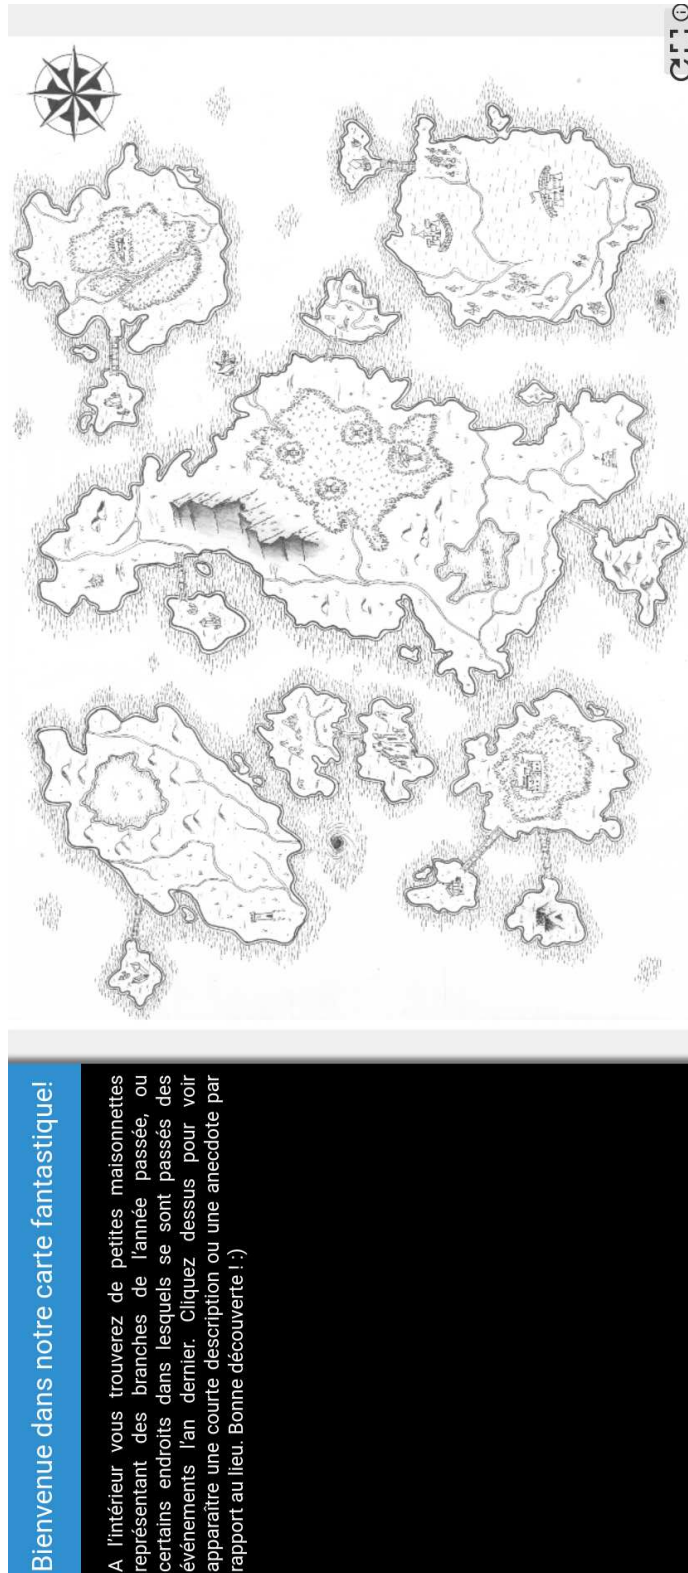 Bienvenue dans notre carte fantastique!
A l'intérieur vous trouverez de petites maisonnettes
représentant des branches de l'année passée, ou
certains endroits dans lesquels se sont passés des
événements l'an dernier. Cliquez dessus pour voir
apparaître une courte description ou une anecdote par
rapport au lieu. Bonne découverte ! :)